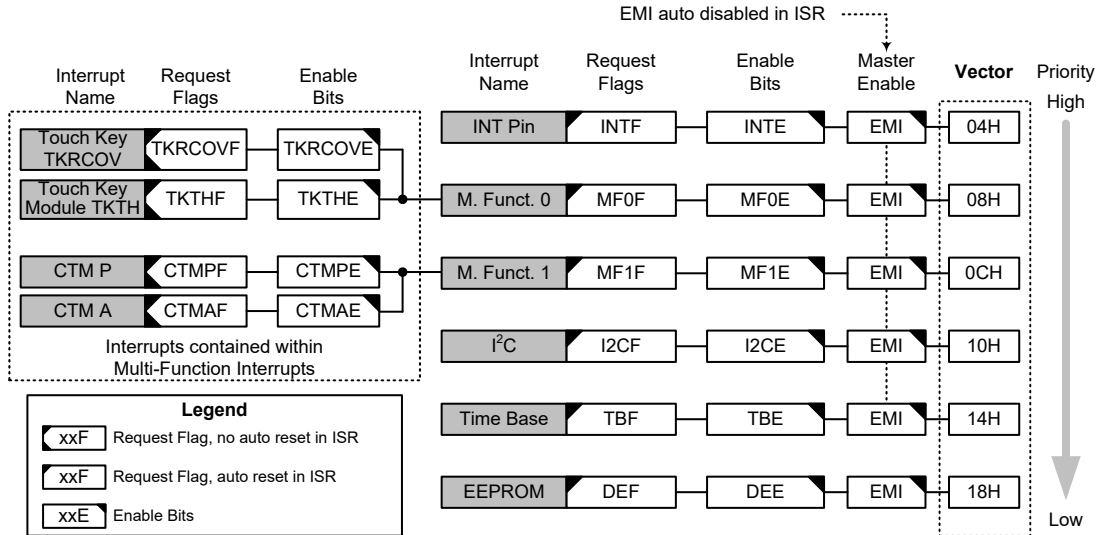 EMI auto disabled in ISR
Interrupt Name
Request Flags
Enable Bits
Interrupt Name
Request Flags
Enable Bits
Master Enable
Vector
Priority
High
Touch Key TKRCOV
TKRCOVF
TKRCOVE
Touch Key Module TKTH
TKTHF
TKTHE
CTM P
CTMPF
CTMPE
CTM A
CTMAF
CTMAE
Interrupts contained within
Multi-Function Interrupts
INT Pin
INTF
INTE
EMI
04H
M. Funct. 0
MF0F
MF0E
EMI
08H
M. Funct. 1
MF1F
MF1E
EMI
0CH
I²C
I2CF
I2CE
EMI
10H
Time Base
TBF
TBE
EMI
14H
EEPROM
DEF
DEE
EMI
18H
Low
Legend
xxF Request Flag, no auto reset in ISR
xxF Request Flag, auto reset in ISR
xxE Enable Bits